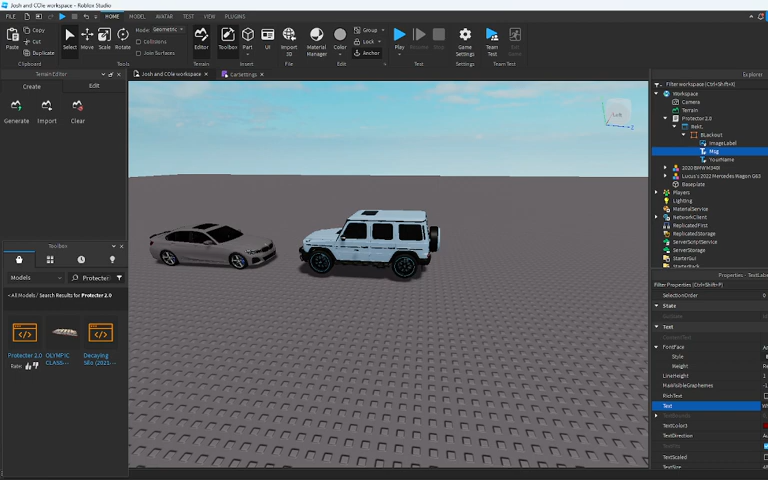 Josh and COle workspace - Roblox Studio
FILE
HOME
MODEL
AVATAR
TEST
VIEW
PLUGINS
Paste
Copy
Cut
Duplicate
Clipboard
Select
Move
Scale
Rotate
Mode: Geometric
Collisions
Join Surfaces
Tools
Editor
Terrain
Toolbox
Part
UI
Insert
Import 3D
File
Material Manager
Color
Group
Lock
Anchor
Edit
Play
Resume
Stop
Test
Game Settings
Settings
Team Test
Exit Game
Team Test
Terrain Editor
Create
Edit
Generate
Import
Clear
Josh and COle workspace
CarSettings
Left
Z
Toolbox
Models
Protecter
< All Models / Search Results for Protecter 2.0
Protecter 2.0
Rate:
OLYMPIC CLASS-...
Decaying Silo (2021-...
Explorer
Filter workspace (Ctrl+Shift+X)
Workspace
Camera
Terrain
Protecter 2.0
BLackout
ImageLabel
Msg
YourName
2020 BMW M340i
Lucus's 2022 Mercedes Wagon G63
Baseplate
Players
Lighting
MaterialService
NetworkClient
ReplicatedFirst
ReplicatedStorage
ServerScriptService
ServerStorage
StarterGui
StarterPack
Properties - TextLabe
Filter Properties (Ctrl+Shift+P)
SelectionOrder
0
State
Text
FontFace
Style
Weight
LineHeight
1
MaxVisibleGraphemes
-1
RichText
Text
TextBounds
TextColor3
TextDirection
TextScaled
TextSize